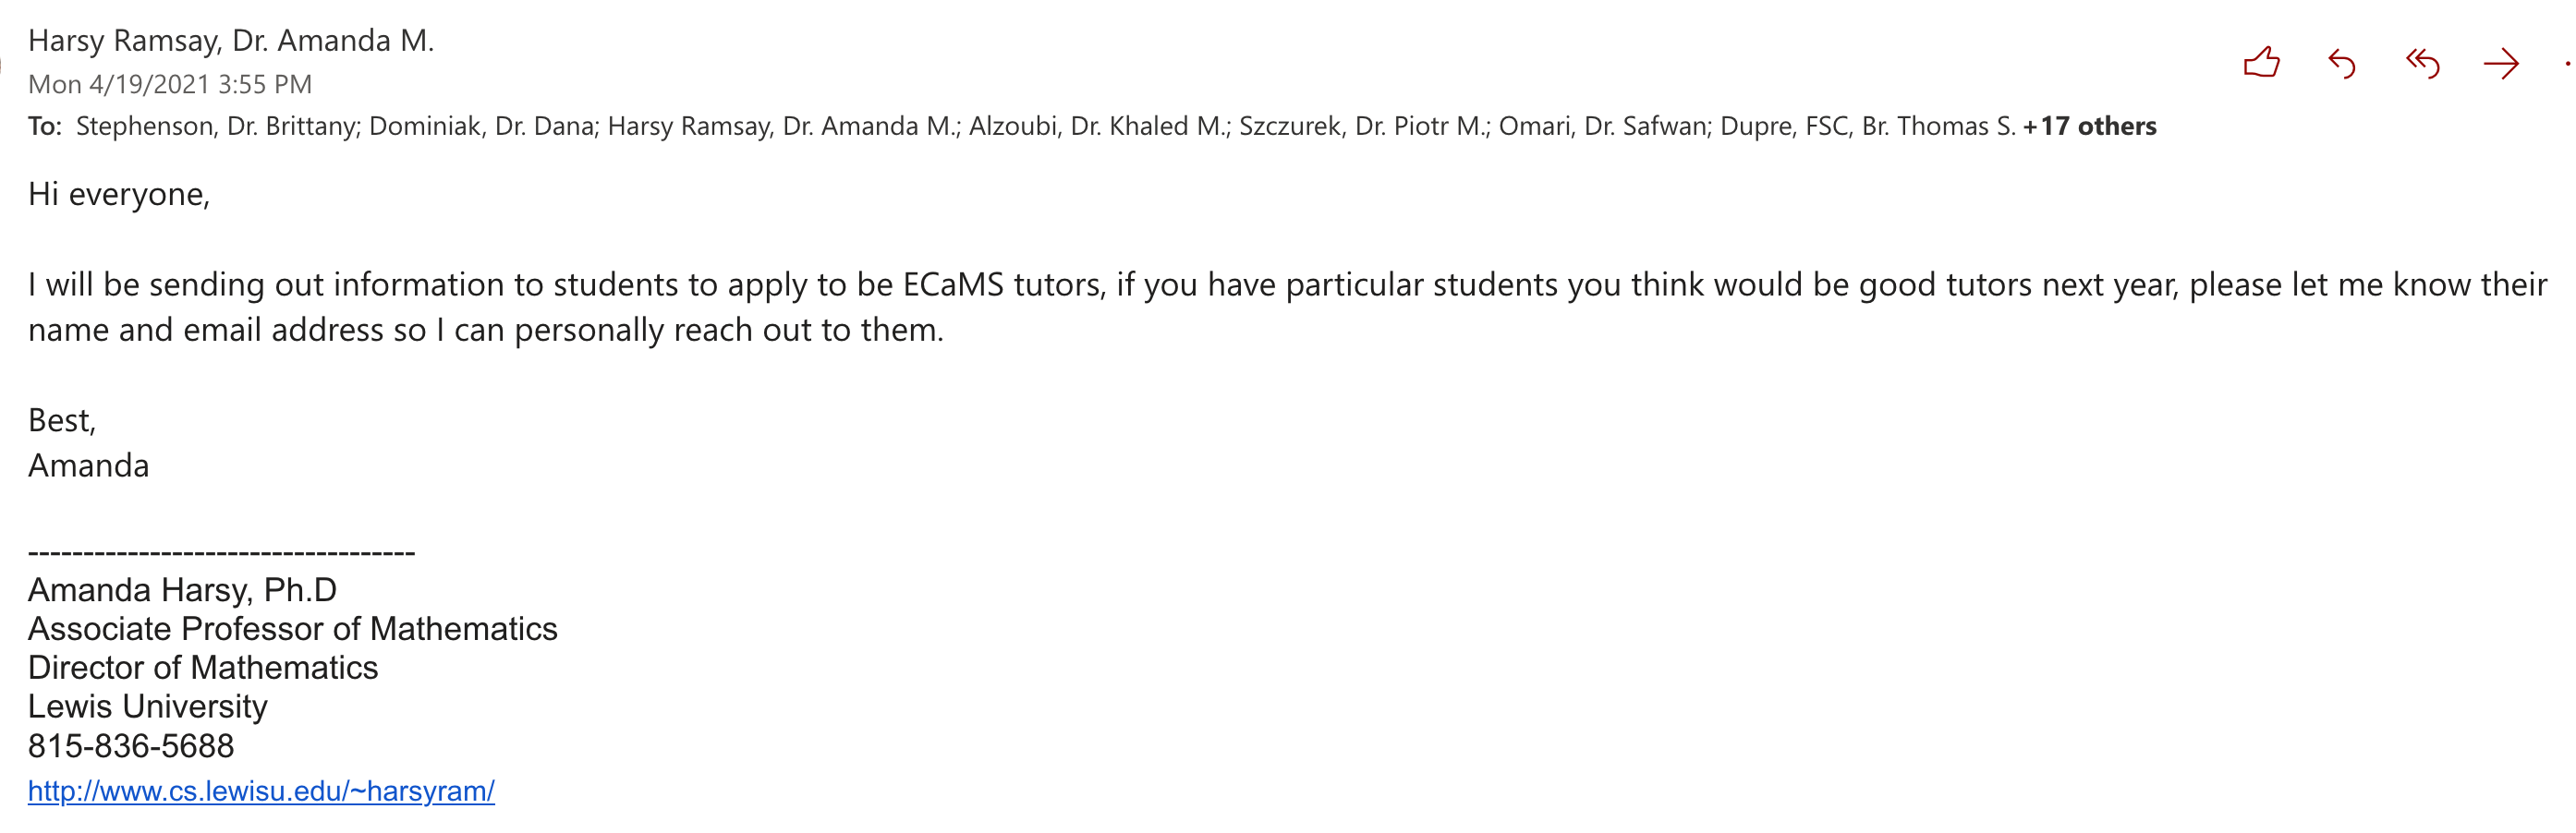 Harsy Ramsay, Dr. Amanda M.
Mon 4/19/2021 3:55 PM
To: Stephenson, Dr. Brittany; Dominiak, Dr. Dana; Harsy Ramsay, Dr. Amanda M.; Alzoubi, Dr. Khaled M.; Szczurek, Dr. Piotr M.; Omari, Dr. Safwan; Dupre, FSC, Br. Thomas S. +17 others
Hi everyone,
I will be sending out information to students to apply to be ECaMS tutors, if you have particular students you think would be good tutors next year, please let me know their
name and email address so I can personally reach out to them.
Best,
Amanda
-----------------------------------
Amanda Harsy, Ph.D
Associate Professor of Mathematics
Director of Mathematics
Lewis University
815-836-5688
http://www.cs.lewisu.edu/~harsyram/